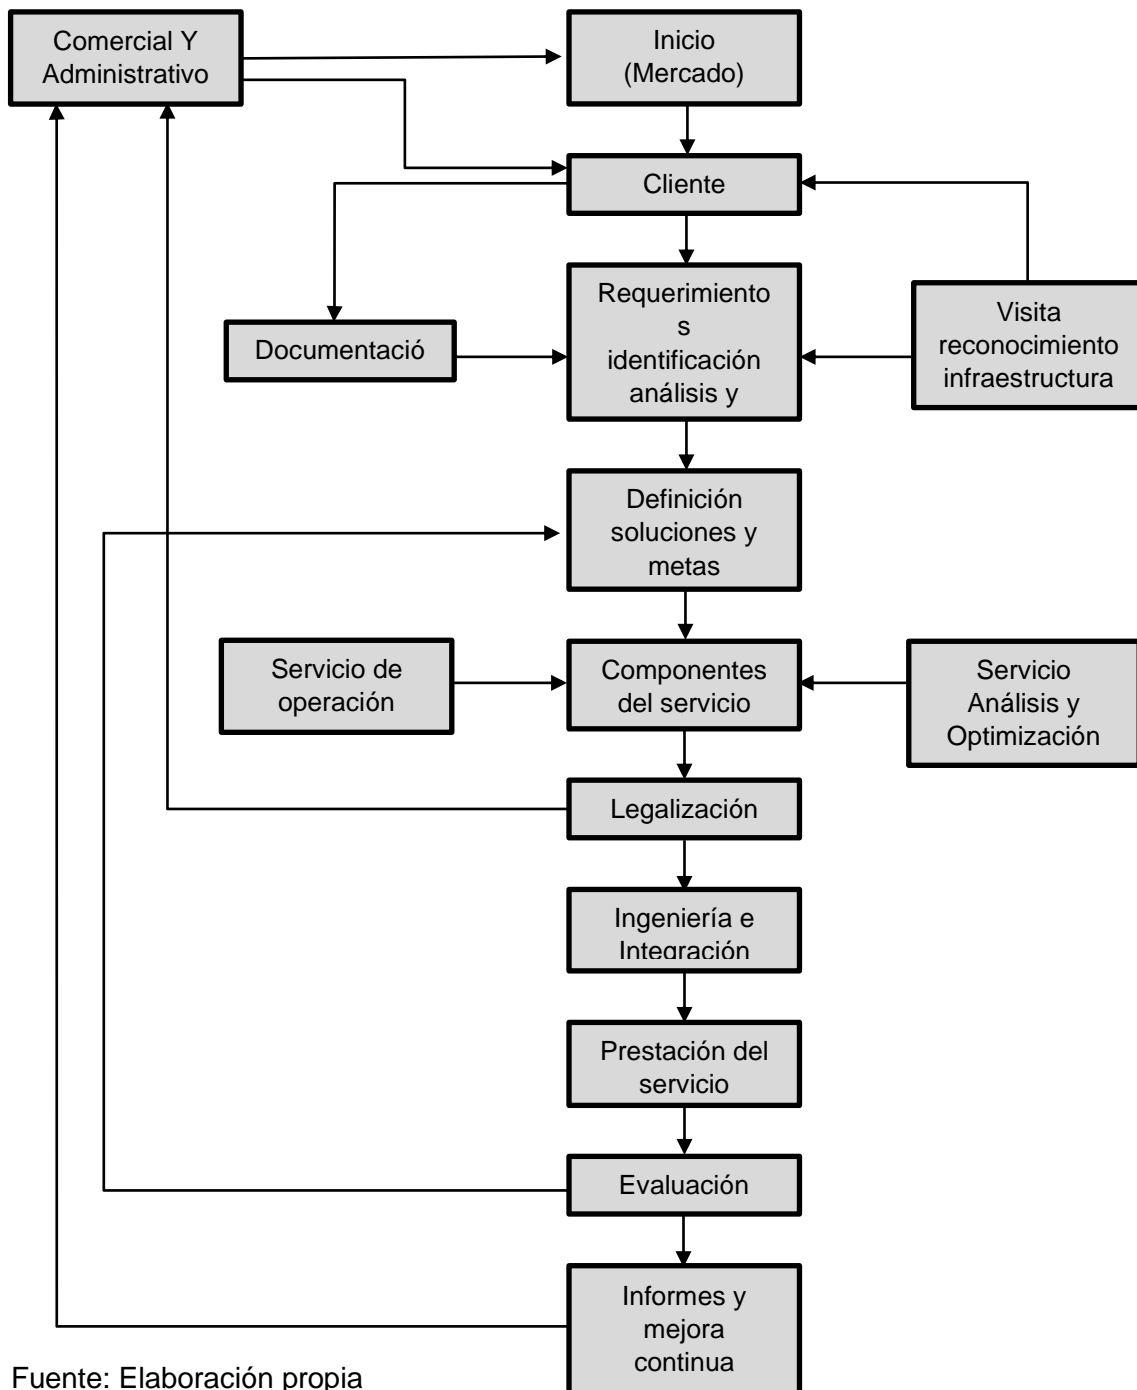 Comercial Y
Administrativo
Inicio
(Mercado)
Cliente
Requerimiento
s
identificación
análisis y
Visita
reconocimiento
infraestructura
Documentació
Definición
soluciones y
metas
Servicio de
operación
Componentes
del servicio
Servicio
Análisis y
Optimización
Legalización
Ingeniería e
Integración
Prestación del
servicio
Evaluación
Informes y
mejora
continua
Fuente: Elaboración propia